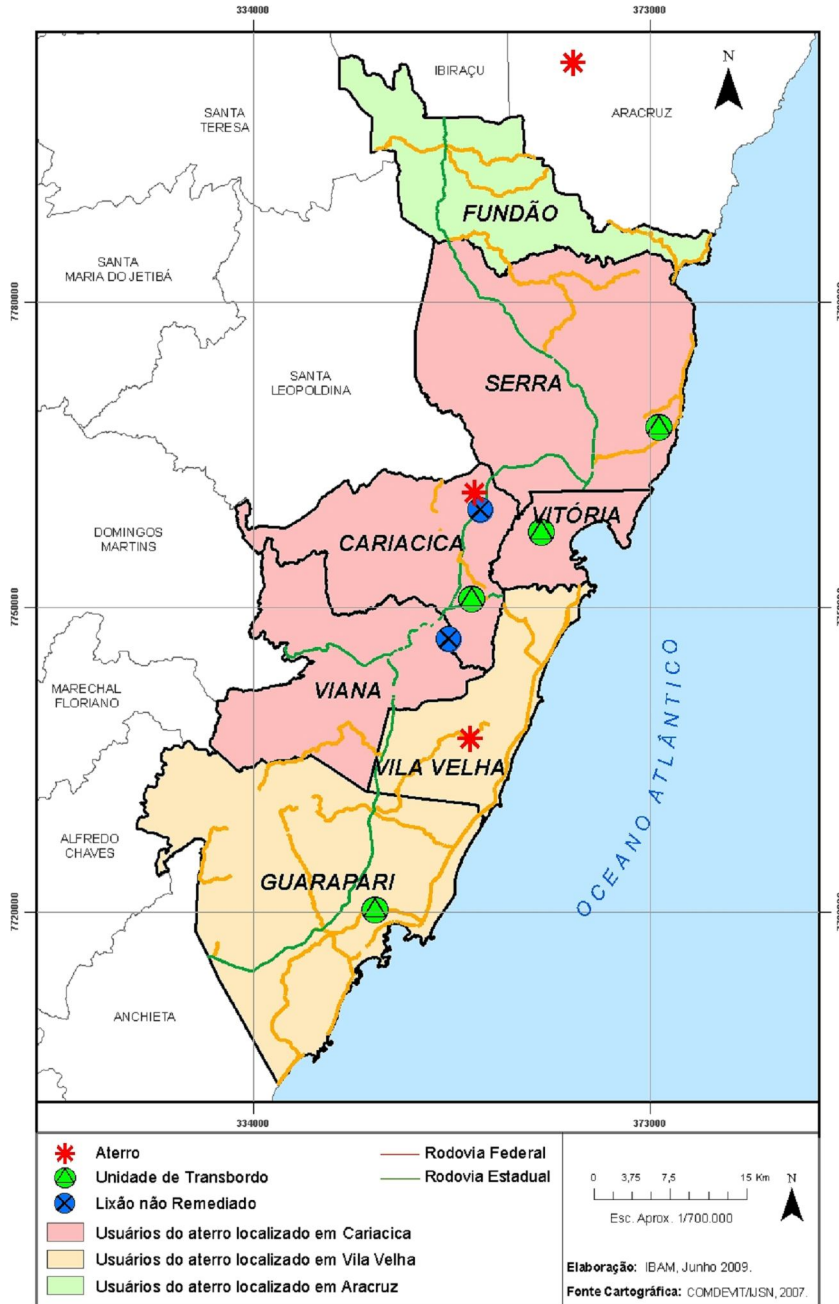 334000 373000
IBIRAÇU
N
ARACRUZ
SANTA
TERESA
FUNDÃO
SANTA
MARIA DO JETIBÁ
7780000
SERRA
SANTA
LEOPOLDINA
VITÓRIA
CARIACICA
DOMINGOS
MARTINS
VIANA
MARECHAL
FLORIANO
VILA VELHA
OCEANO ATLÂNTICO
ALFREDO
CHAVES
GUARAPARI
7720000
ANCHIETA
334000 373000
Aterro
Unidade de Transbordo
Lixão não Remediado
Usuários do aterro localizado em Cariacica
Usuários do aterro localizado em Vila Velha
Usuários do aterro localizado em Aracruz
Rodovia Federal
Rodovia Estadual
0 3,75 7,5 15 Km
Esc. Aprox. 1/700.000
N
Elaboração: IBAM, Junho 2009.
Fonte Cartográfica: COMDEVIT/IJSN, 2007.